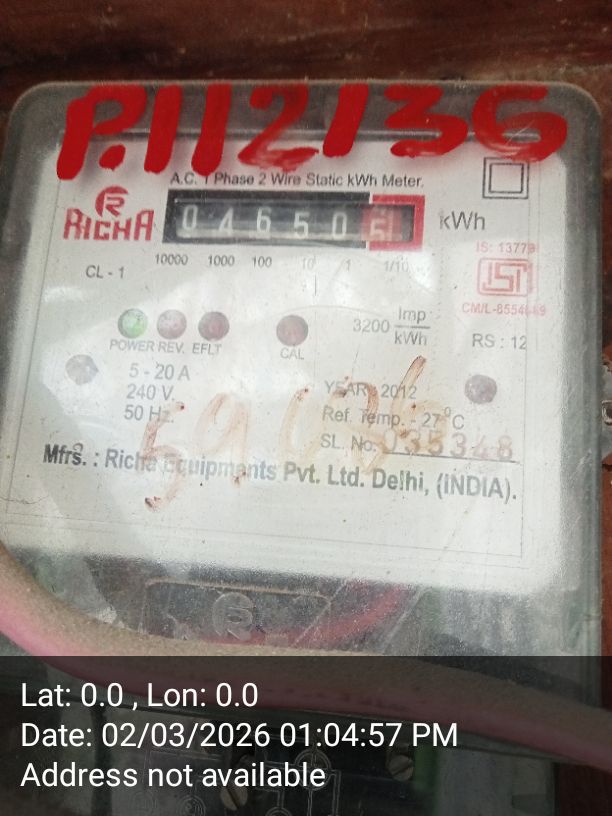 P.112136
A.C. 1 Phase 2 Wire Static kWh Meter.
RICHA
0 4 6 5 0 5 kWh
10000 1000 100 10 1 1/10
CL - 1
IS: 13779
ISI
3200 Imp/kWh
RS : 12
POWER REV. EFLT
CAL
5 - 20 A
240 V.
50 Hz.
YEAR 2012
Ref. Temp. - 27°C
SL. No. 035348
Mfrs. : Richa Equipments Pvt. Ltd. Delhi, (INDIA).
Lat: 0.0 , Lon: 0.0
Date: 02/03/2026 01:04:57 PM
Address not available